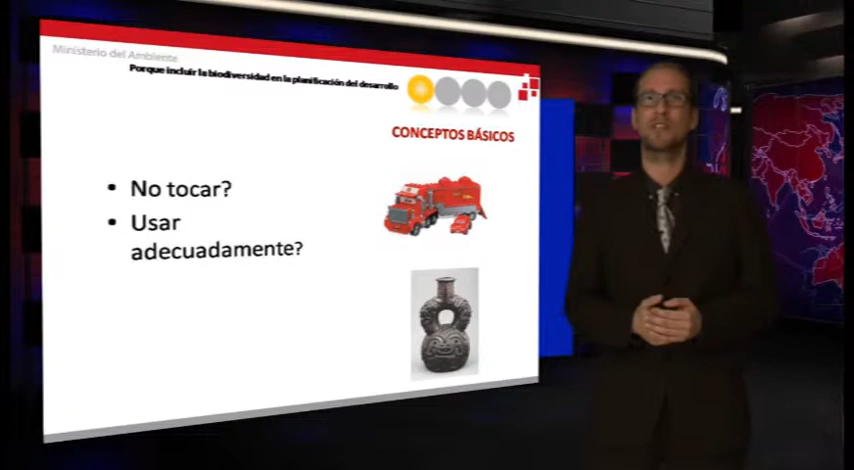 Ministerio del Ambiente
Porque incluir la biodiversidad en la planificación del desarrollo
CONCEPTOS BÁSICOS
• No tocar?
• Usar
adecuadamente?